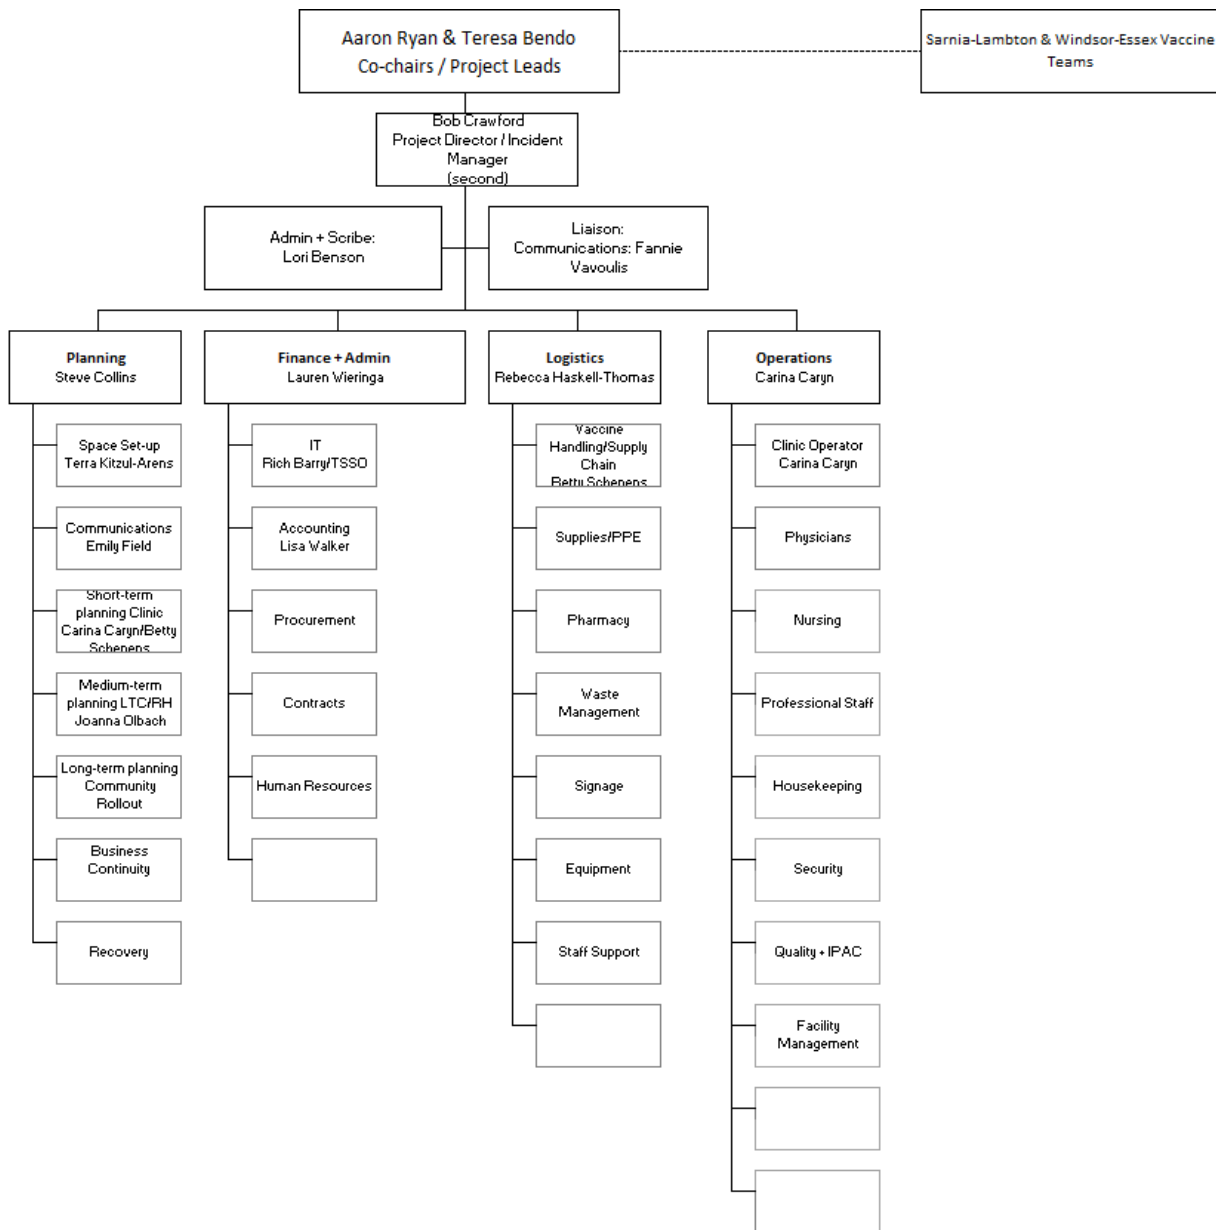 Aaron Ryan & Teresa Bendo
Co-chairs / Project Leads
Sarnia-Lambton & Windsor-Essex Vaccine
Teams
Bob Crawford
Project Director / Incident
Manager
(second)
Admin + Scribe:
Lori Benson
Liaison:
Communications: Fannie
Vavoulis
Planning
Steve Collins
Finance + Admin
Lauren Wieringa
Logistics
Rebecca Haskell-Thomas
Operations
Carina Caryn
Space Set-up
Terra Kitzul-Arens
Communications
Emily Field
Short-term
planning Clinic
Carina Caryn/Betty
Schepens
Medium-term
planning LTC/RH
Joanna Olbach
Long-term planning
Community
Rollout
Business
Continuity
Recovery
IT
Rich Barry/TSSO
Accounting
Lisa Walker
Procurement
Contracts
Human Resources
Vaccine
Handling/Supply
Chain
Betty Schepens
Supplies/PPE
Pharmacy
Waste
Management
Signage
Equipment
Staff Support
Clinic Operator
Carina Caryn
Physicians
Nursing
Professional Staff
Housekeeping
Security
Quality + IPAC
Facility
Management